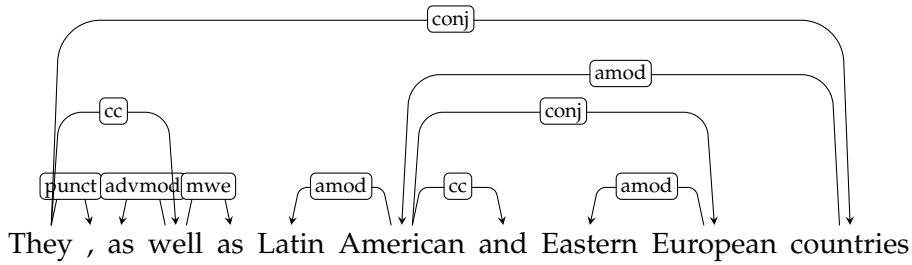 conj
amod
cc conj
punct advmod mwe amod cc amod
They , as well as Latin American and Eastern European countries